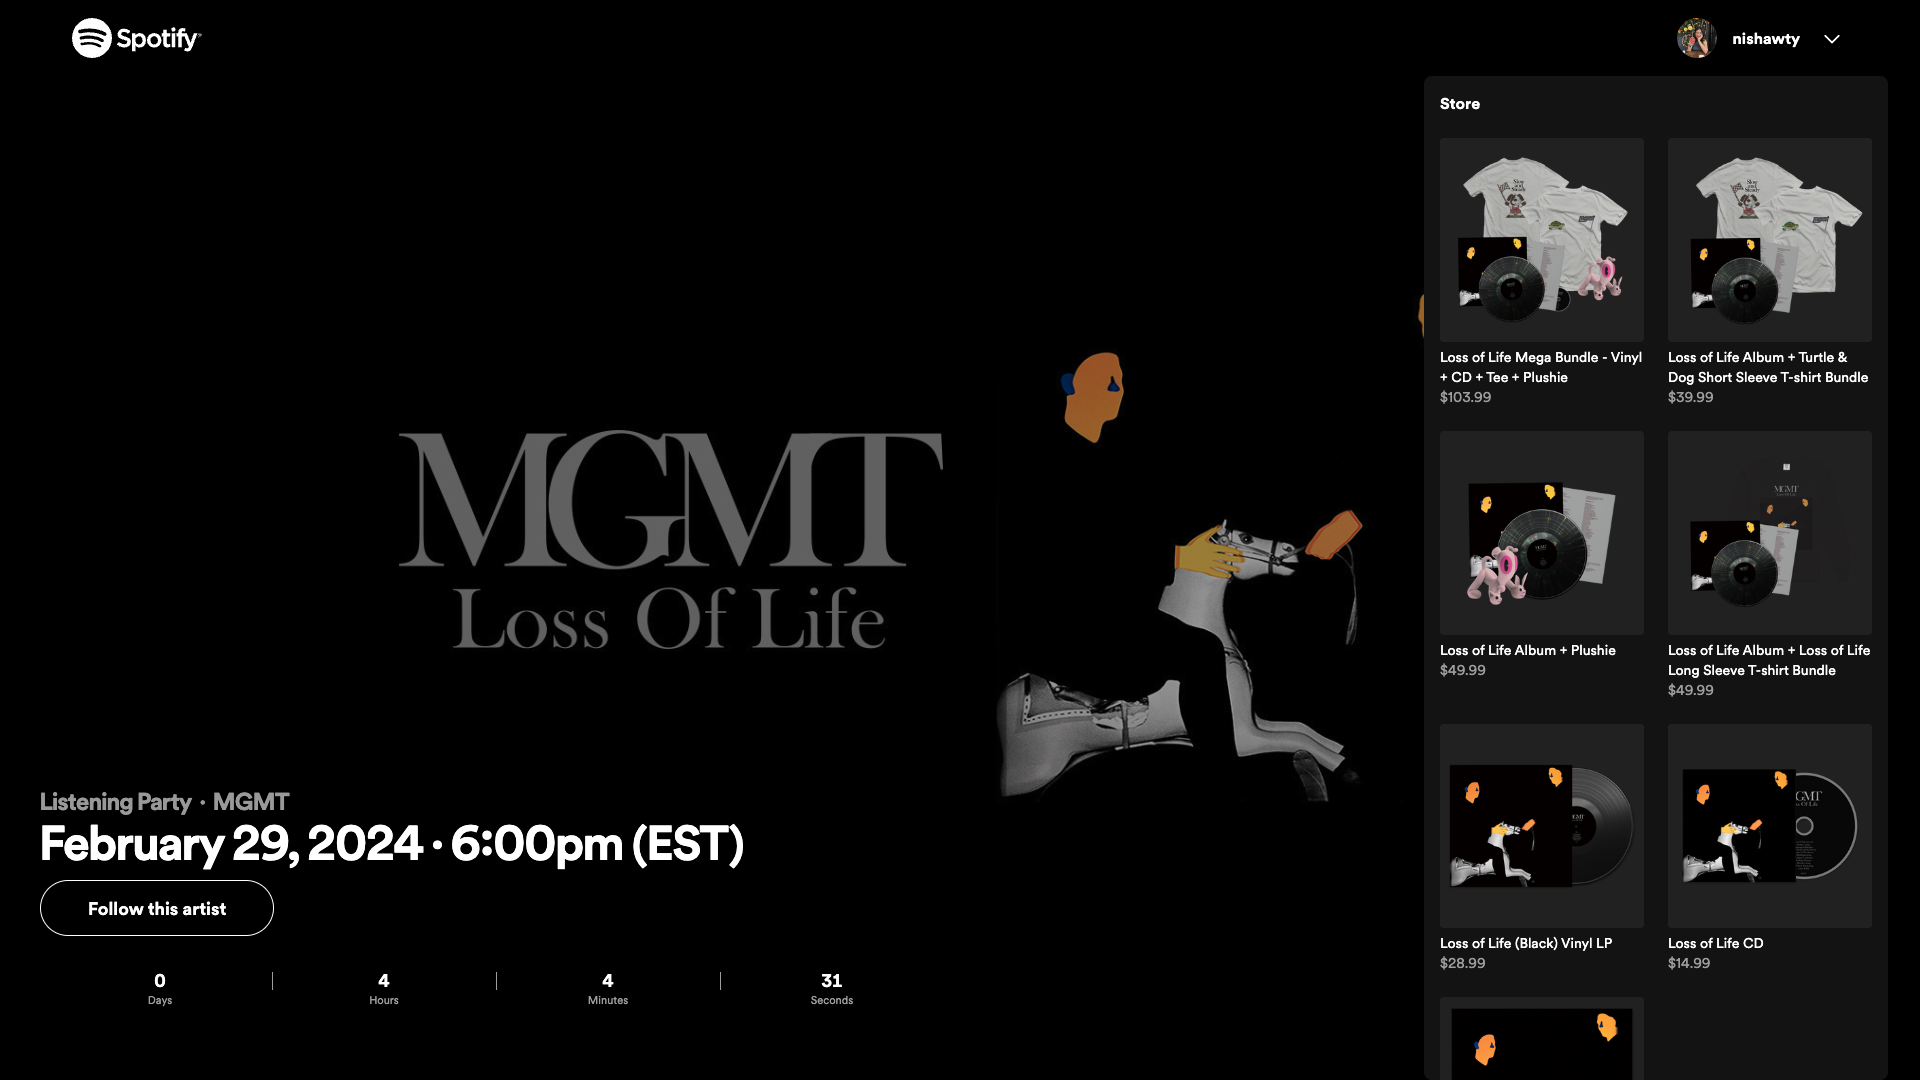 Spotify
nishawty
Store
Loss of Life Mega Bundle - Vinyl
+ CD + Tee + Plushie
$103.99
Loss of Life Album + Turtle &
Dog Short Sleeve T-shirt Bundle
$39.99
MGMT
Loss Of Life
Loss of Life Album + Plushie
$49.99
Loss of Life Album + Loss of Life
Long Sleeve T-shirt Bundle
$49.99
Listening Party · MGMT
February 29, 2024 · 6:00pm (EST)
Follow this artist
0
Days
4
Hours
4
Minutes
31
Seconds
Loss of Life (Black) Vinyl LP
$28.99
Loss of Life CD
$14.99